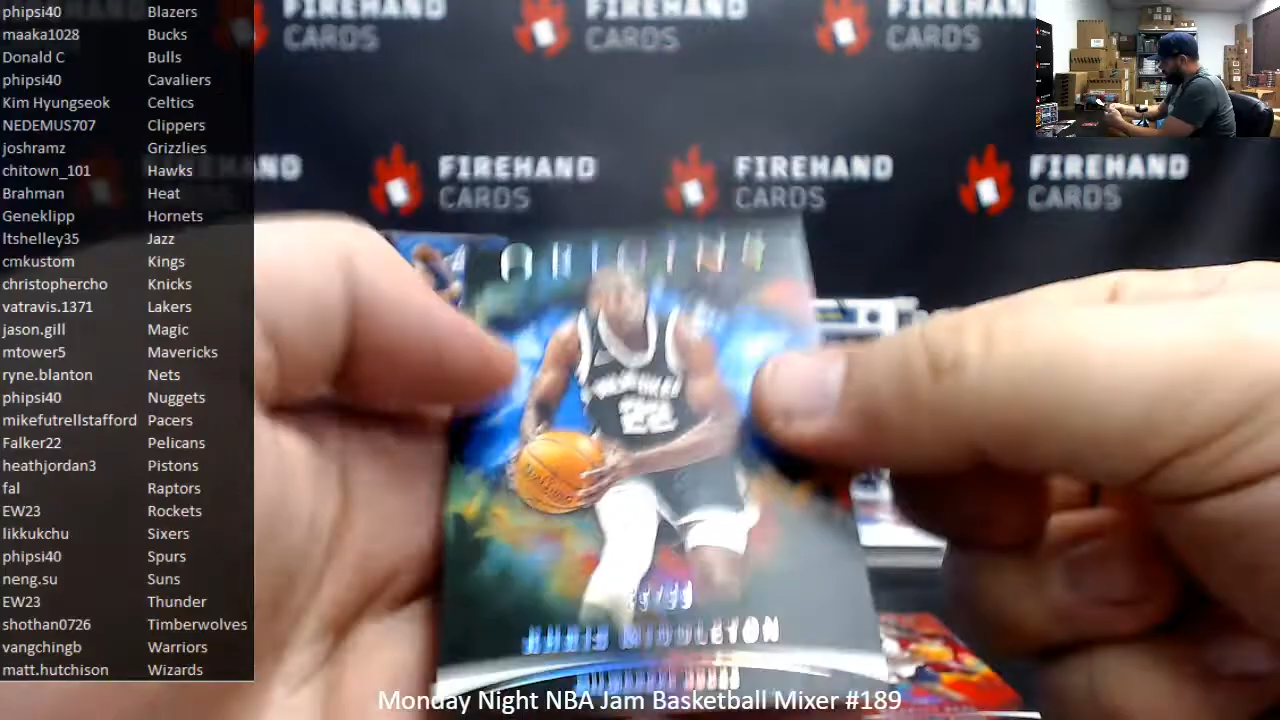 phipsi40 Blazers
maaka1028 Bucks
Donald C Bulls
phipsi40 Cavaliers
Kim Hyungseok Celtics
NEDEMUS707 Clippers
joshramz Grizzlies
chitown_101 Hawks
Brahman Heat
Geneklipp Hornets
ltshelley35 Jazz
cmkustom Kings
christophercho Knicks
vatravis.1371 Lakers
jason.gill Magic
mtower5 Mavericks
ryne.blanton Nets
phipsi40 Nuggets
mikefutrellstafford Pacers
Falker22 Pelicans
heathjordan3 Pistons
fal Raptors
EW23 Rockets
likkukchu Sixers
phipsi40 Spurs
neng.su Suns
EW23 Thunder
shothan0726 Timberwolves
vangchingb Warriors
matt.hutchison Wizards
FIREHAND CARDS
FIREHAND CARDS
FIREHAND CARDS
FIREHAND CARDS
FIREHAND CARDS
FIREHAND CARDS
MILWAUKEE
22
KHRIS MIDDLETON
Monday Night NBA Jam Basketball Mixer #189